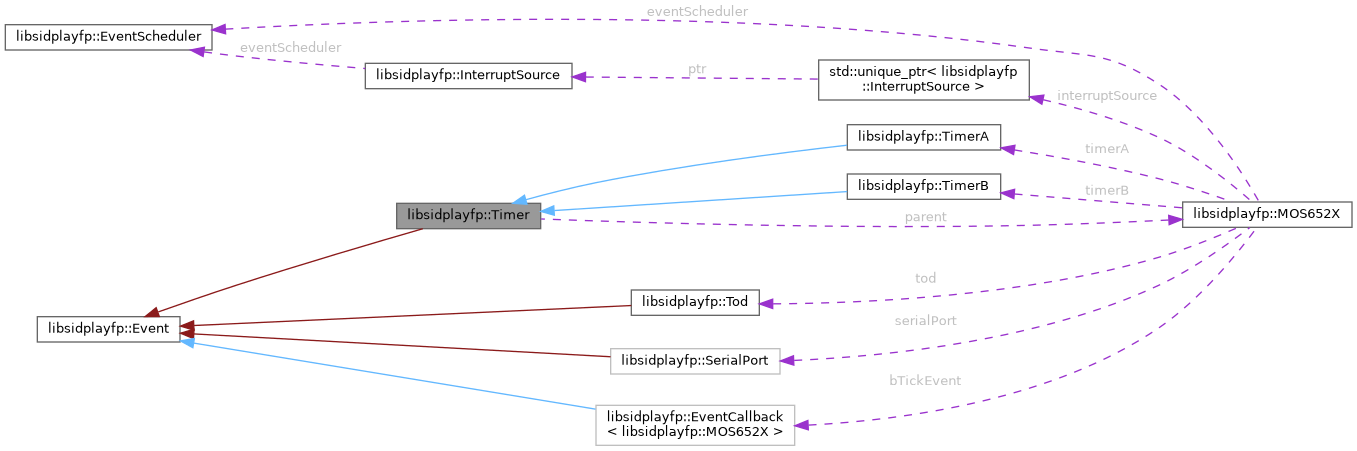 eventScheduler
libsidplayfp::EventScheduler
eventScheduler
libsidplayfp::InterruptSource
ptr
std::unique_ptr< libsidplayfp
::InterruptSource >
interruptSource
libsidplayfp::TimerA
timerA
libsidplayfp::TimerB
timerB
libsidplayfp::Timer
parent
libsidplayfp::MOS652X
tod
libsidplayfp::Tod
serialPort
libsidplayfp::Event
libsidplayfp::SerialPort
bTickEvent
libsidplayfp::EventCallback
< libsidplayfp::MOS652X >